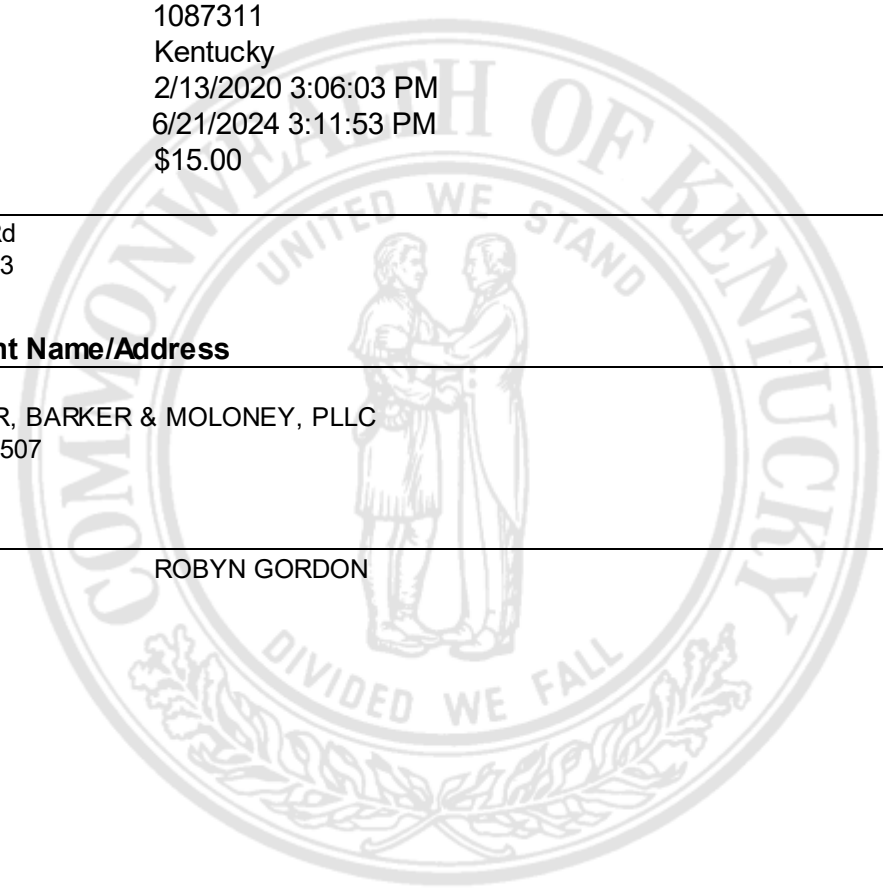 1087311
Kentucky
2/13/2020 3:06:03 PM
6/21/2024 3:11:53 PM
$15.00
d
3
nt Name/Address
R, BARKER & MOLONEY, PLLC
507
ROBYN GORDON
COMMONWEALTH OF KENTUCKY
UNITED WE STAND
DIVIDED WE FALL